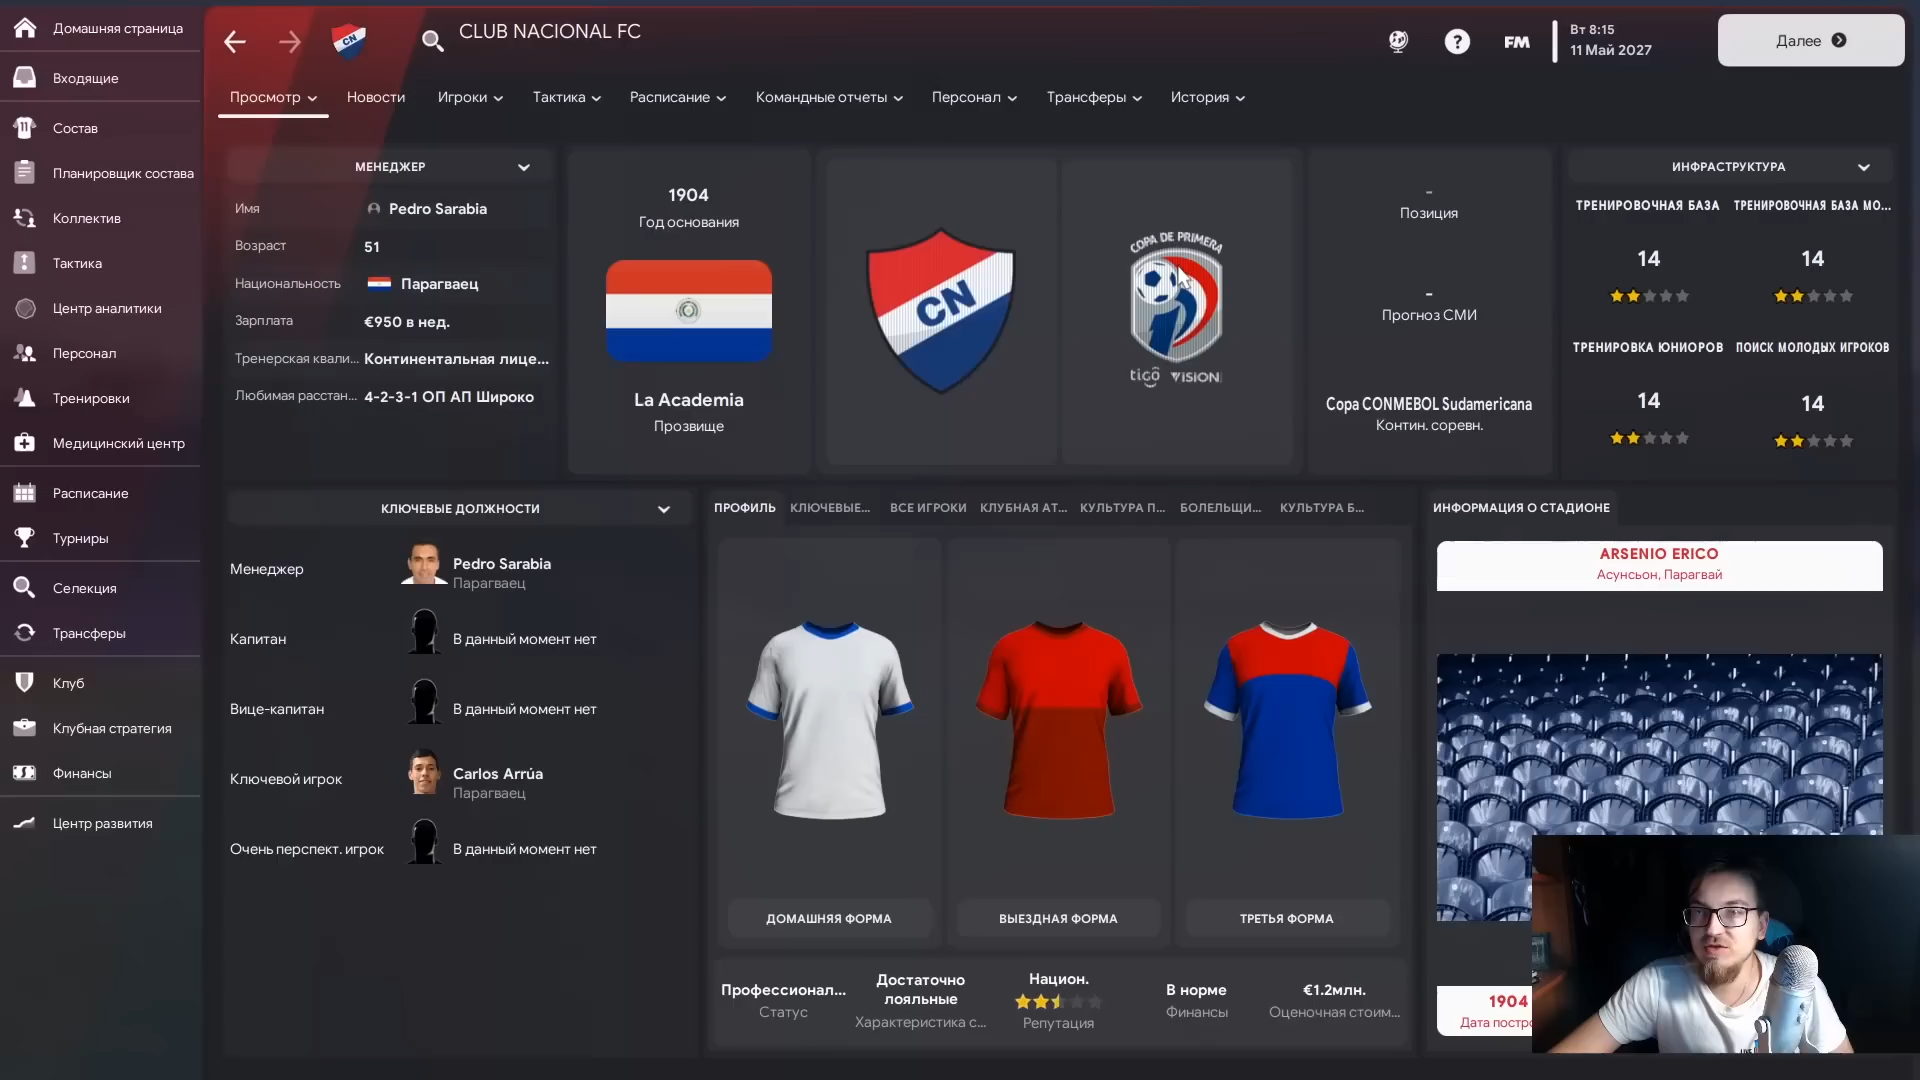 Домашняя страница
Входящие
Состав
Планировщик состава
Коллектив
Тактика
Центр аналитики
Персонал
Тренировки
Медицинский центр
Расписание
Турниры
Селекция
Трансферы
Клуб
Клубная стратегия
Финансы
Центр развития
CN
CLUB NACIONAL FC
?
FM
Вт 8:15
11 Май 2027
Далее
Просмотр
Новости
Игроки
Тактика
Расписание
Командные отчеты
Персонал
Трансферы
История
МЕНЕДЖЕР
Имя Pedro Sarabia
Возраст 51
Национальность Парагваец
Зарплата €950 в нед.
Тренерская квали... Континентальная лице...
Любимая расстан... 4-2-3-1 ОП АП Широко
1904
Год основания
La Academia
Прозвище
CN
COPA DE PRIMERA
tigo VISION
-
Позиция
-
Прогноз СМИ
Copa CONMEBOL Sudamericana
Контин. соревн.
ИНФРАСТРУКТУРА
ТРЕНИРОВОЧНАЯ БАЗА ТРЕНИРОВОЧНАЯ БАЗА МО...
14 14
ТРЕНИРОВКА ЮНИОРОВ ПОИСК МОЛОДЫХ ИГРОКОВ
14 14
КЛЮЧЕВЫЕ ДОЛЖНОСТИ
Менеджер Pedro Sarabia
Парагваец
Капитан В данный момент нет
Вице-капитан В данный момент нет
Ключевой игрок Carlos Arrúa
Парагваец
Очень перспект. игрок В данный момент нет
ПРОФИЛЬ КЛЮЧЕВЫЕ... ВСЕ ИГРОКИ КЛУБНАЯ АТ... КУЛЬТУРА П... БОЛЕЛЬЩИ... КУЛЬТУРА Б...
ДОМАШНЯЯ ФОРМА
ВЫЕЗДНАЯ ФОРМА
ТРЕТЬЯ ФОРМА
Профессионал...
Статус
Достаточно
лояльные
Характеристика с...
Национ.
Репутация
В норме
Финансы
€1.2млн.
Оценочная стоим...
ИНФОРМАЦИЯ О СТАДИОНЕ
ARSENIO ERICO
Асунсьон, Парагвай
1904
Дата постро